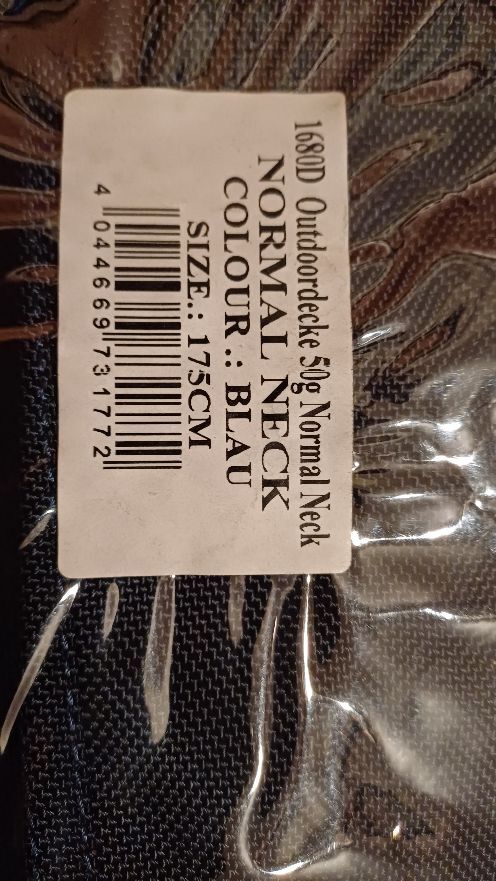 1680D Outdoordecke 50g Normal Neck
NORMAL NECK
COLOUR .: BLAU
SIZE.: 175CM
4 044669 731772